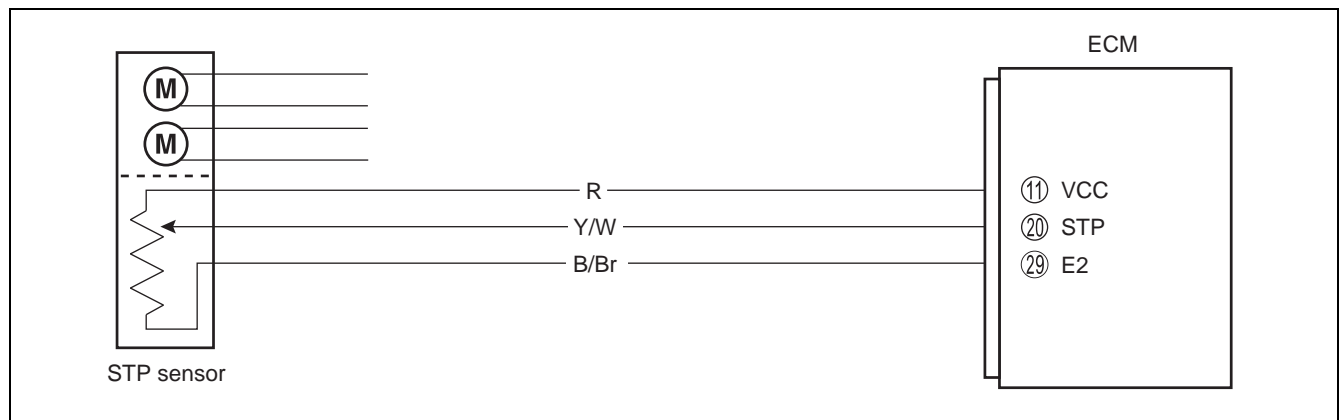 ECM
M
M
R
⑪ VCC
Y/W
⑳ STP
B/Br
㉙ E2
STP sensor